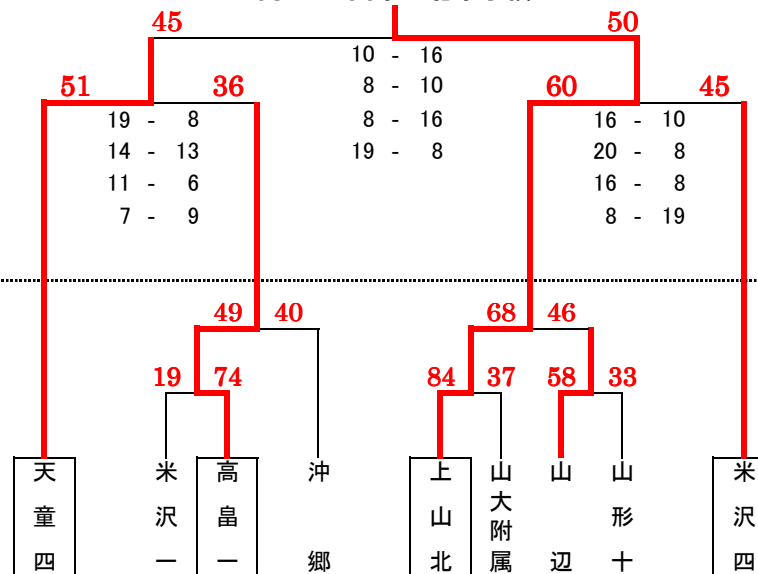 45 50
10 - 16
8 - 10
8 - 16
19 - 8
51 36 60 45
19 - 8
14 - 13
11 - 6
7 - 9
16 - 10
20 - 8
16 - 8
8 - 19
49 40 68 46
19 74 84 37 58 33
天童四
米沢一
高畠一
沖郷
上山北
山大附属
山辺
山形十
米沢四